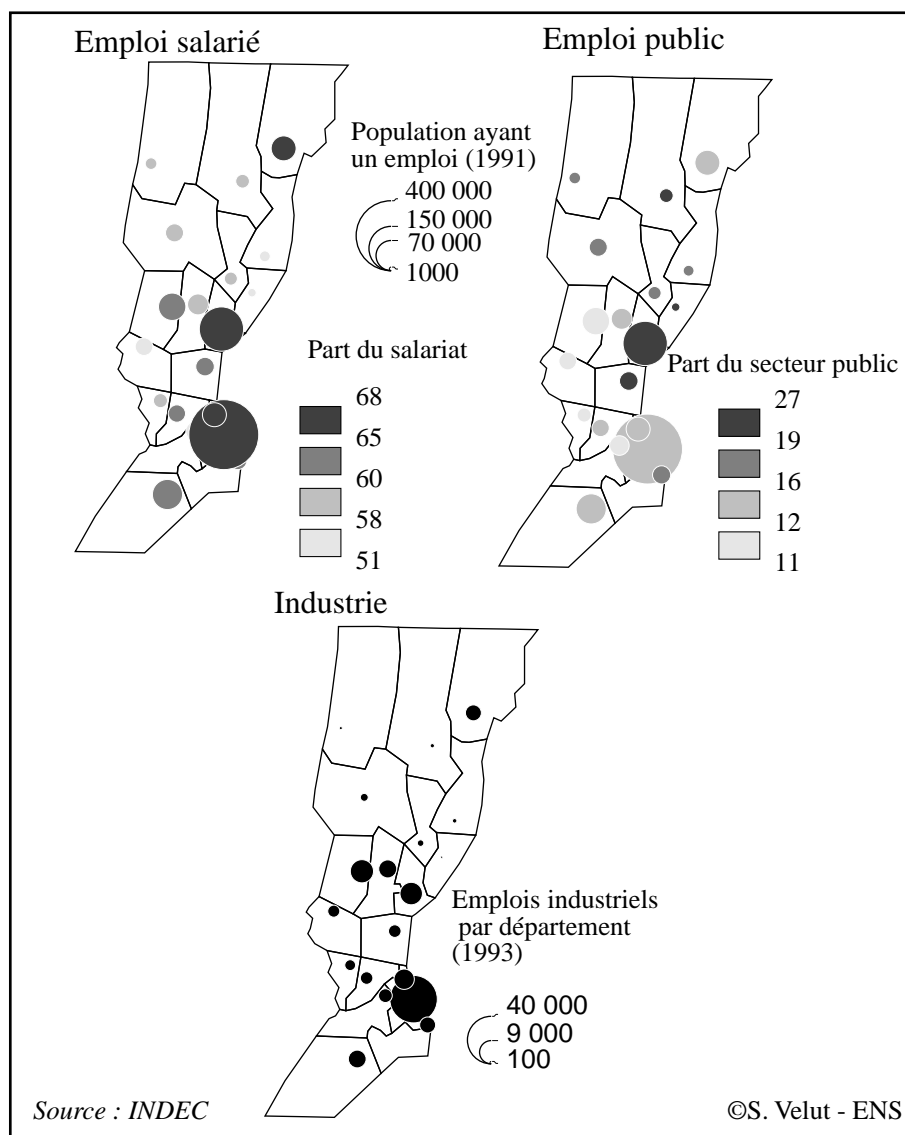 Emploi salarié
Emploi public
Population ayant
un emploi (1991)
400 000
150 000
70 000
1000
Part du salariat
68
65
60
58
51
Part du secteur public
27
19
16
12
11
Industrie
Emplois industriels
par département
(1993)
40 000
9 000
100
Source : INDEC
©S. Velut - ENS